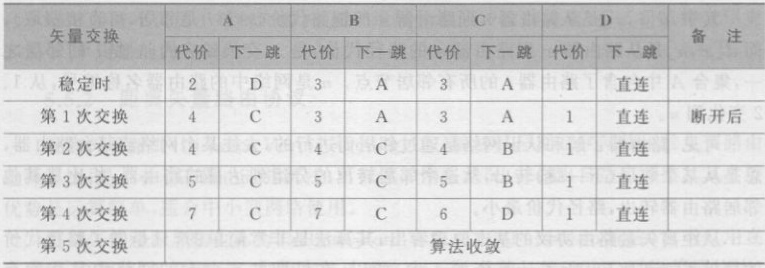 矢量交换 A B C D 备 注
代价 下一跳 代价 下一跳 代价 下一跳 代价 下一跳
稳定时 2 D 3 A 3 A 1 直连
第1次交换 4 C 3 A 3 A 1 直连 断开后
第2次交换 4 C 4 C 4 B 1 直连
第3次交换 5 C 5 C 5 B 1 直连
第4次交换 7 C 7 C 6 D 1 直连
第5次交换 算法收敛